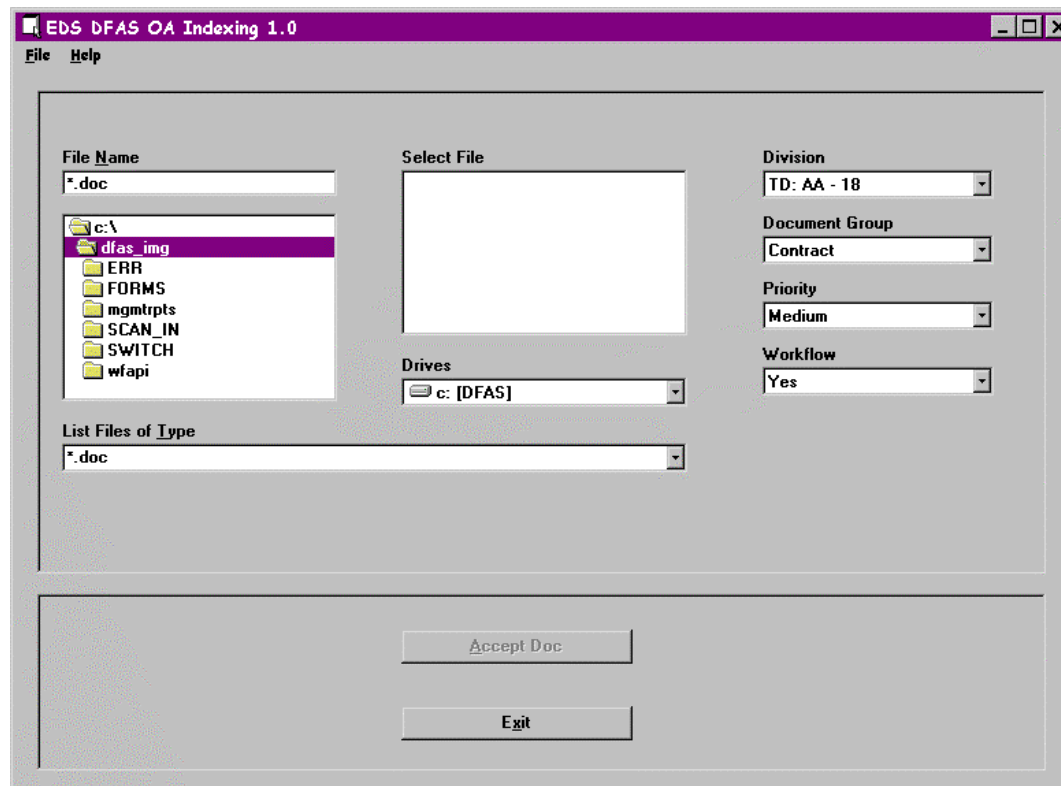 EDS DFAS OA Indexing 1.0
File Help
File Name
*.doc
c:\
dfas_img
ERR
FORMS
mgmtrpts
SCAN_IN
SWITCH
wfapi
List Files of Type
*.doc
Select File
Drives
c: [DFAS]
Division
TD: AA - 18
Document Group
Contract
Priority
Medium
Workflow
Yes
Accept Doc
Exit